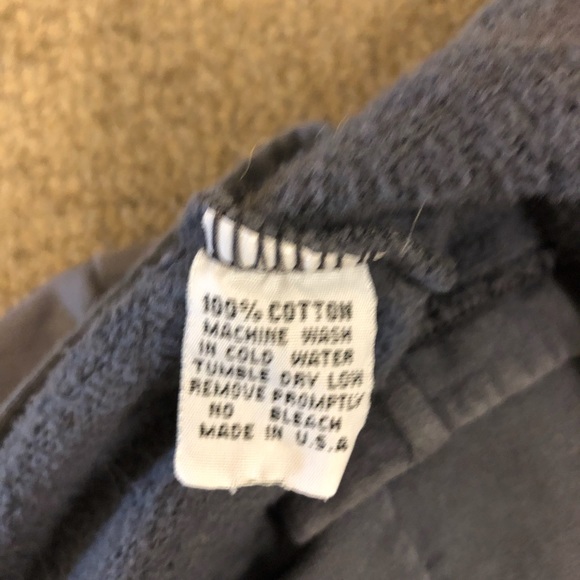 100% COTTON
MACHINE WASH
IN COLD WATER
TUMBLE DRY LOW
REMOVE PROMPTLY
NO BLEACH
MADE IN U.S.A